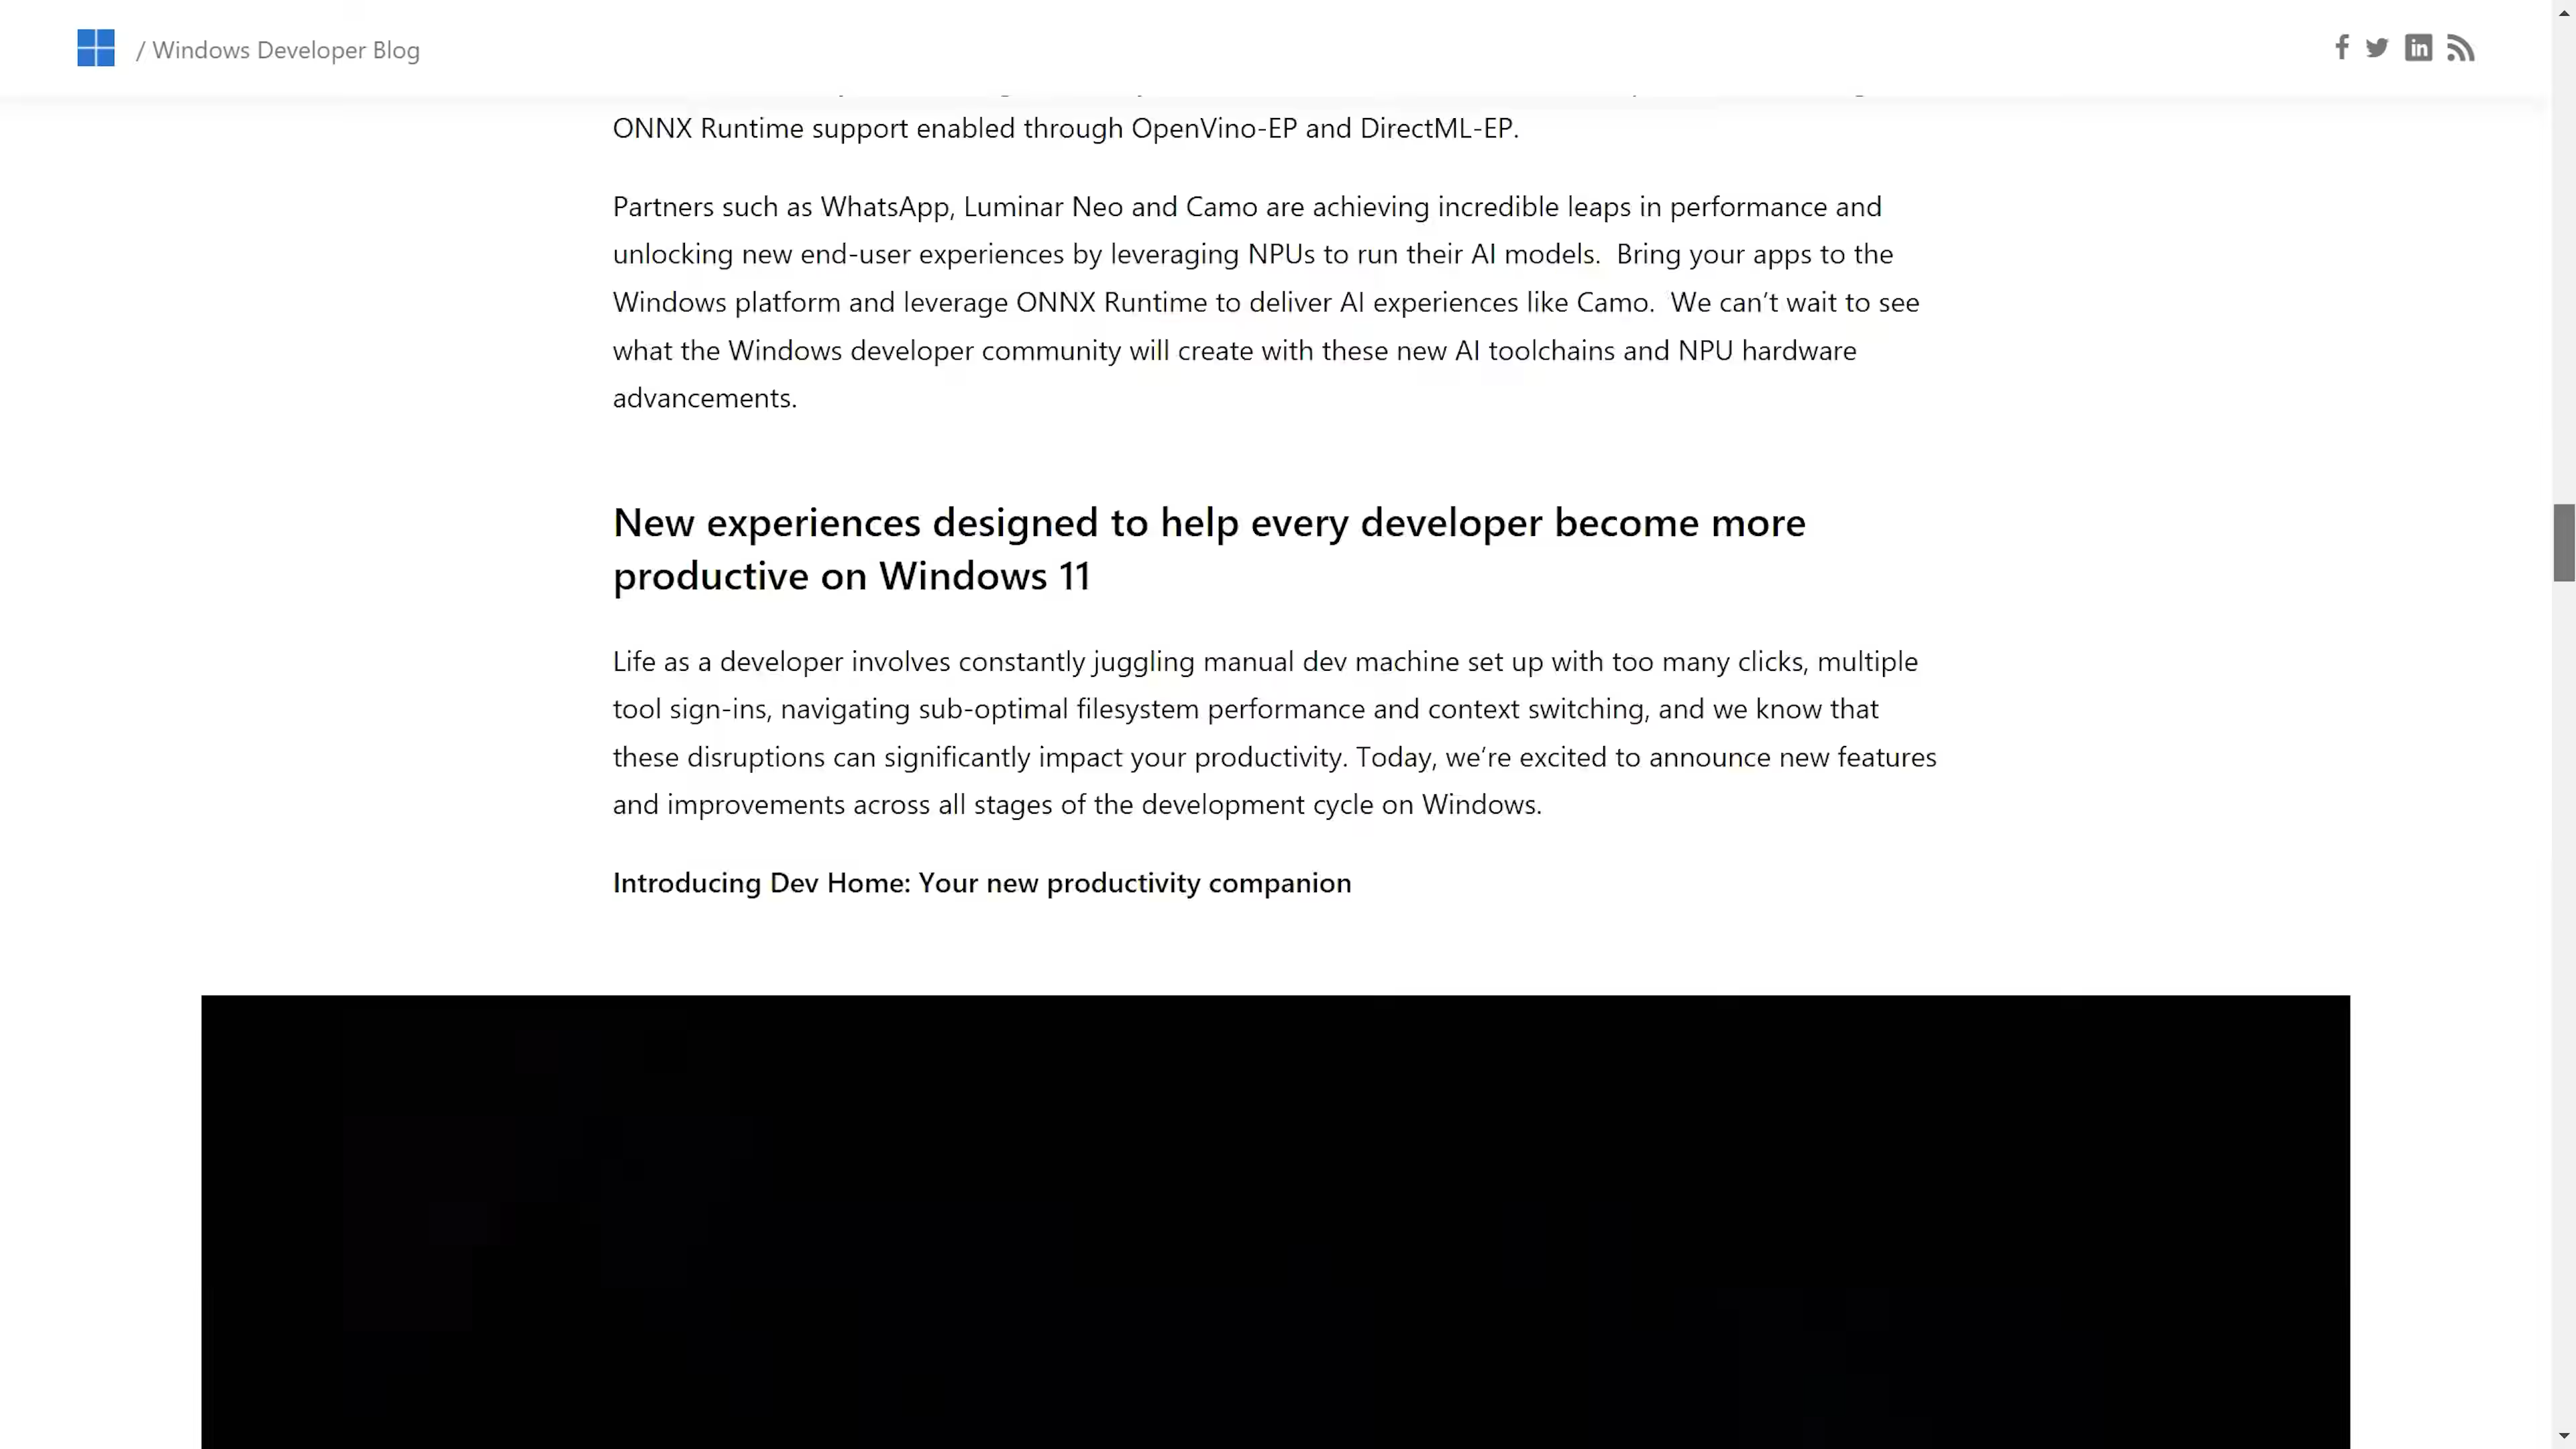 / Windows Developer Blog
ONNX Runtime support enabled through OpenVino-EP and DirectML-EP.
Partners such as WhatsApp, Luminar Neo and Camo are achieving incredible leaps in performance and
unlocking new end-user experiences by leveraging NPUs to run their AI models.  Bring your apps to the
Windows platform and leverage ONNX Runtime to deliver AI experiences like Camo.  We can’t wait to see
what the Windows developer community will create with these new AI toolchains and NPU hardware
advancements.
New experiences designed to help every developer become more
productive on Windows 11
Life as a developer involves constantly juggling manual dev machine set up with too many clicks, multiple
tool sign-ins, navigating sub-optimal filesystem performance and context switching, and we know that
these disruptions can significantly impact your productivity. Today, we’re excited to announce new features
and improvements across all stages of the development cycle on Windows.
Introducing Dev Home: Your new productivity companion